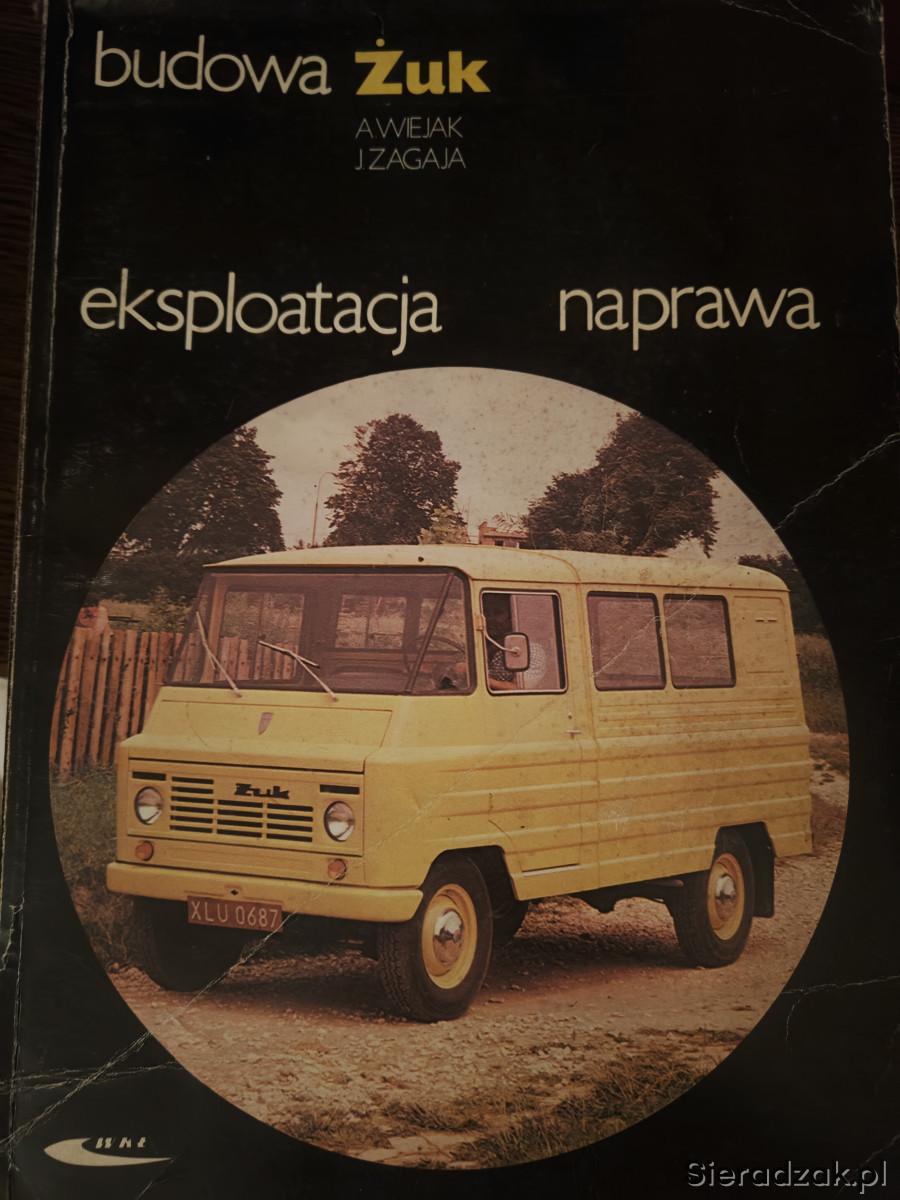 budowa Żuk
A.WIEJAK
J.ZAGAJA
eksploatacja naprawa
Żuk
XLU 0687
WKŁ
Sieradzak.pl